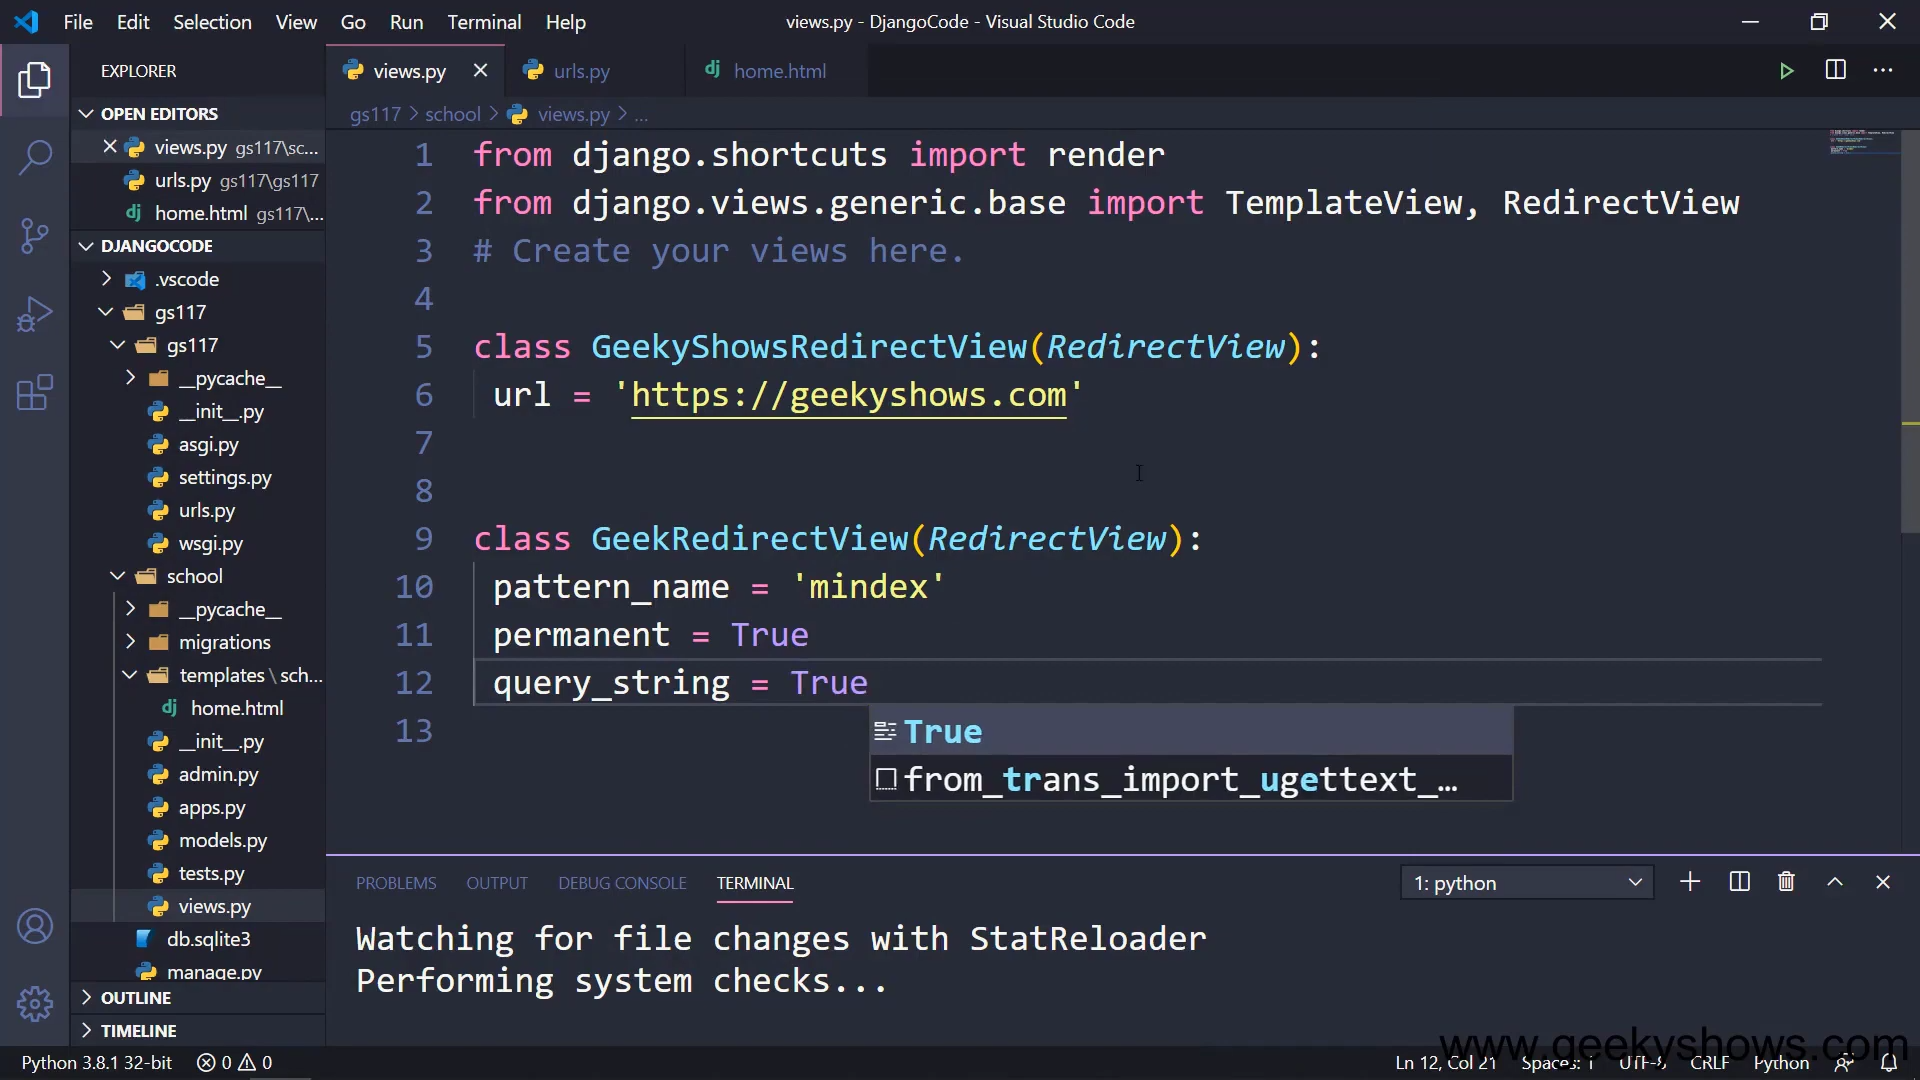 File Edit Selection View Go Run Terminal Help
views.py - DjangoCode - Visual Studio Code
EXPLORER
OPEN EDITORS
views.py gs117\sc...
urls.py gs117\gs117
home.html gs117\...
DJANGOCODE
.vscode
gs117
gs117
__pycache__
__init__.py
asgi.py
settings.py
urls.py
wsgi.py
school
__pycache__
migrations
templates \ sch...
home.html
__init__.py
admin.py
apps.py
models.py
tests.py
views.py
db.sqlite3
manage.py
OUTLINE
TIMELINE
views.py urls.py home.html
gs117 > school > views.py > ...
1 from django.shortcuts import render
2 from django.views.generic.base import TemplateView, RedirectView
3 # Create your views here.
4
5 class GeekyShowsRedirectView(RedirectView):
6 url = 'https://geekyshows.com'
7
8
9 class GeekRedirectView(RedirectView):
10 pattern_name = 'mindex'
11 permanent = True
12 query_string = True
13
True
from_trans_import_ugettext_...
PROBLEMS OUTPUT DEBUG CONSOLE TERMINAL
1: python
Watching for file changes with StatReloader
Performing system checks...
www.geekyshows.com
Python 3.8.1 32-bit 0 0
Ln 12, Col 21 Spaces: 1 UTF-8 CRLF Python